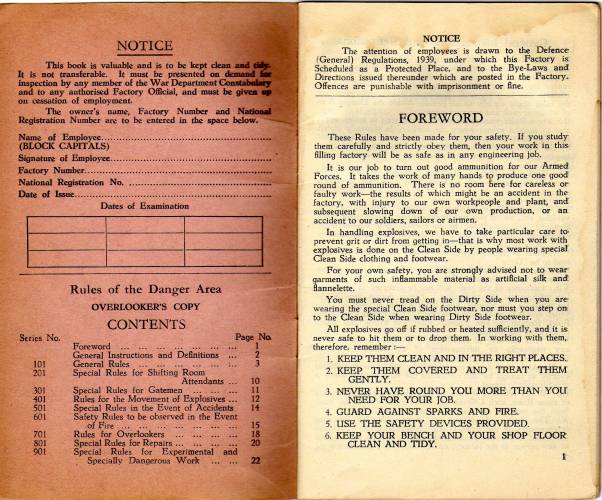 NOTICE
This book is valuable and is to be kept clean and tidy.
It is not transferable. It must be presented on demand for
inspection by any member of the War Department Constabulary
and to any authorised Factory Official, and must be given up
on cessation of employment.
The owner's name, Factory Number and National
Registration Number are to be entered in the space below.
Name of Employee
(BLOCK CAPITALS)
Signature of Employee
Factory Number
National Registration No.
Date of Issue
Dates of Examination
Rules of the Danger Area
OVERLOOKER'S COPY
CONTENTS
Series No. Page No.
Foreword ... ... ... ... ... 1
General Instructions and Definitions ... 2
101 General Rules ... ... ... ... ... 3
201 Special Rules for Shifting Room
Attendants ... 10
301 Special Rules for Gatemen ... ... 11
401 Rules for the Movement of Explosives ... 12
501 Special Rules in the Event of Accidents 14
601 Safety Rules to be observed in the Event
of Fire ... ... ... ... ... 15
701 Rules for Overlookers ... ... ... 18
801 Special Rules for Repairs ... ... ... 20
901 Special Rules for Experimental and
Specially Dangerous Work ... ... 22
NOTICE
The attention of employees is drawn to the Defence
(General) Regulations, 1939, under which this Factory is
Scheduled as a Protected Place, and to the Bye-Laws and
Directions issued thereunder which are posted in the Factory.
Offences are punishable with imprisonment or fine.
FOREWORD
These Rules have been made for your safety. If you study
them carefully and strictly obey them, then your work in this
filling factory will be as safe as in any engineering job.
It is our job to turn out good ammunition for our Armed
Forces. It takes the work of many hands to produce one good
round of ammunition. There is no room here for careless or
faulty work—the results of which might be an accident in the
factory, with injury to our own workpeople and plant, and
subsequent slowing down of our own production, or an
accident to our soldiers, sailors or airmen.
In handling explosives, we have to take particular care to
prevent grit or dirt from getting in—that is why most work with
explosives is done on the Clean Side by people wearing special
Clean Side clothing and footwear.
For your own safety, you are strongly advised not to wear
garments of such inflammable material as artificial silk and
flannelette.
You must never tread on the Dirty Side when you are
wearing the special Clean Side footwear, nor must you step on
to the Clean Side when wearing Dirty Side footwear.
All explosives go off if rubbed or heated sufficiently, and it is
never safe to hit them or to drop them. In working with them,
therefore, remember :—
1. KEEP THEM CLEAN AND IN THE RIGHT PLACES.
2. KEEP THEM COVERED AND TREAT THEM
GENTLY.
3. NEVER HAVE ROUND YOU MORE THAN YOU
NEED FOR YOUR JOB.
4. GUARD AGAINST SPARKS AND FIRE.
5. USE THE SAFETY DEVICES PROVIDED.
6. KEEP YOUR BENCH AND YOUR SHOP FLOOR
CLEAN AND TIDY.
1